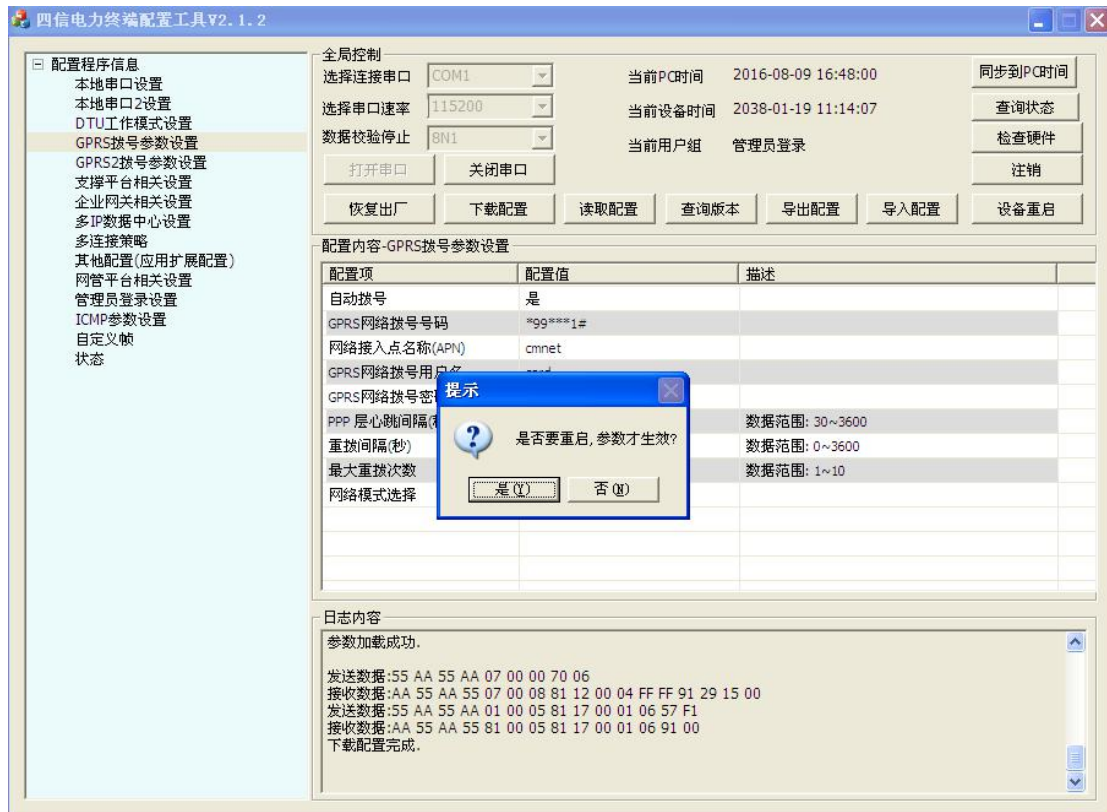 四信电力终端配置工具V2.1.2
配置程序信息
本地串口设置
本地串口2设置
DTU工作模式设置
GPRS拨号参数设置
GPRS2拨号参数设置
支撑平台相关设置
企业网关相关设置
多IP数据中心设置
多连接策略
其他配置(应用扩展配置)
网管平台相关设置
管理员登录设置
ICMP参数设置
自定义帧
状态
全局控制
选择连接串口 COM1 当前PC时间 2016-08-09 16:48:00 同步到PC时间
选择串口速率 115200 当前设备时间 2038-01-19 11:14:07 查询状态
数据校验停止 8N1 当前用户组 管理员登录 检查硬件
打开串口 关闭串口 注销
恢复出厂 下载配置 读取配置 查询版本 导出配置 导入配置 设备重启
配置内容-GPRS拨号参数设置
配置项 配置值 描述
自动拨号 是
GPRS网络拨号号码 *99***1#
网络接入点名称(APN) cmnet
GPRS网络拨号用户名
GPRS网络拨号密
PPP 层心跳间隔( 数据范围: 30~3600
重拨间隔(秒) 数据范围: 0~3600
最大重拨次数 数据范围: 1~10
网络模式选择
提示
是否要重启,参数才生效?
是(Y) 否(N)
日志内容
参数加载成功.
发送数据:55 AA 55 AA 07 00 00 70 06
接收数据:AA 55 AA 55 07 00 08 81 12 00 04 FF FF 91 29 15 00
发送数据:55 AA 55 AA 01 00 05 81 17 00 01 06 57 F1
接收数据:AA 55 AA 55 81 00 05 81 17 00 01 06 91 00
下载配置完成.